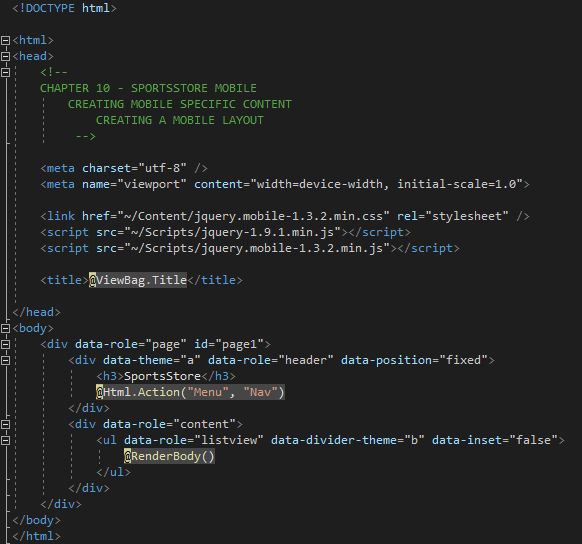 <!DOCTYPE html>
<html>
<head>
<!--
CHAPTER 10 - SPORTSSTORE MOBILE
CREATING MOBILE SPECIFIC CONTENT
CREATING A MOBILE LAYOUT
-->
<meta charset="utf-8" />
<meta name="viewport" content="width=device-width, initial-scale=1.0">
<link href="~/Content/jquery.mobile-1.3.2.min.css" rel="stylesheet" />
<script src="~/Scripts/jquery-1.9.1.min.js"></script>
<script src="~/Scripts/jquery.mobile-1.3.2.min.js"></script>
<title>@ViewBag.Title</title>
</head>
<body>
<div data-role="page" id="page1">
<div data-theme="a" data-role="header" data-position="fixed">
<h3>SportsStore</h3>
@Html.Action("Menu", "Nav")
</div>
<div data-role="content">
<ul data-role="listview" data-divider-theme="b" data-inset="false">
@RenderBody()
</ul>
</div>
</div>
</body>
</html>